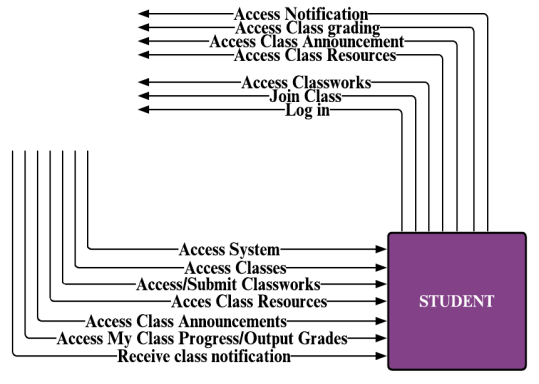 Access Notification
Access Class grading
Access Class Announcement
Access Class Resources
Access Classworks
Join Class
Log in
Access System
Access Classes
Access/Submit Classworks
Acces Class Resources
Access Class Announcements
Access My Class Progress/Output Grades
Receive class notification
STUDENT